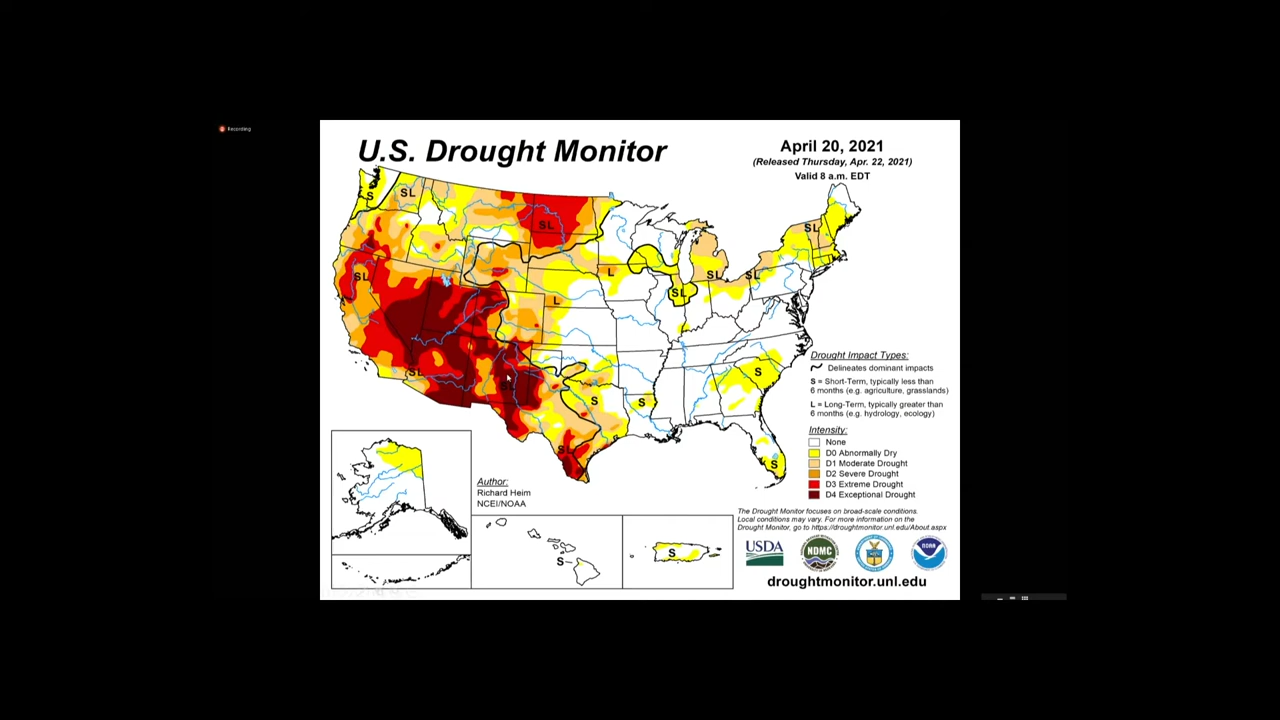 Recording
U.S. Drought Monitor
April 20, 2021
(Released Thursday, Apr. 22, 2021)
Valid 8 a.m. EDT
S
SL
SL
SL
SL
L
SL
SL
SL
L
SL
S
S
S
SL
S
Drought Impact Types:
Delineates dominant impacts
S = Short-Term, typically less than
6 months (e.g. agriculture, grasslands)
L = Long-Term, typically greater than
6 months (e.g. hydrology, ecology)
Intensity:
None
D0 Abnormally Dry
D1 Moderate Drought
D2 Severe Drought
D3 Extreme Drought
D4 Exceptional Drought
Author:
Richard Heim
NCEI/NOAA
S
S
The Drought Monitor focuses on broad-scale conditions.
Local conditions may vary. For more information on the
Drought Monitor, go to https://droughtmonitor.unl.edu/About.aspx
USDA
NDMC
NOAA
droughtmonitor.unl.edu